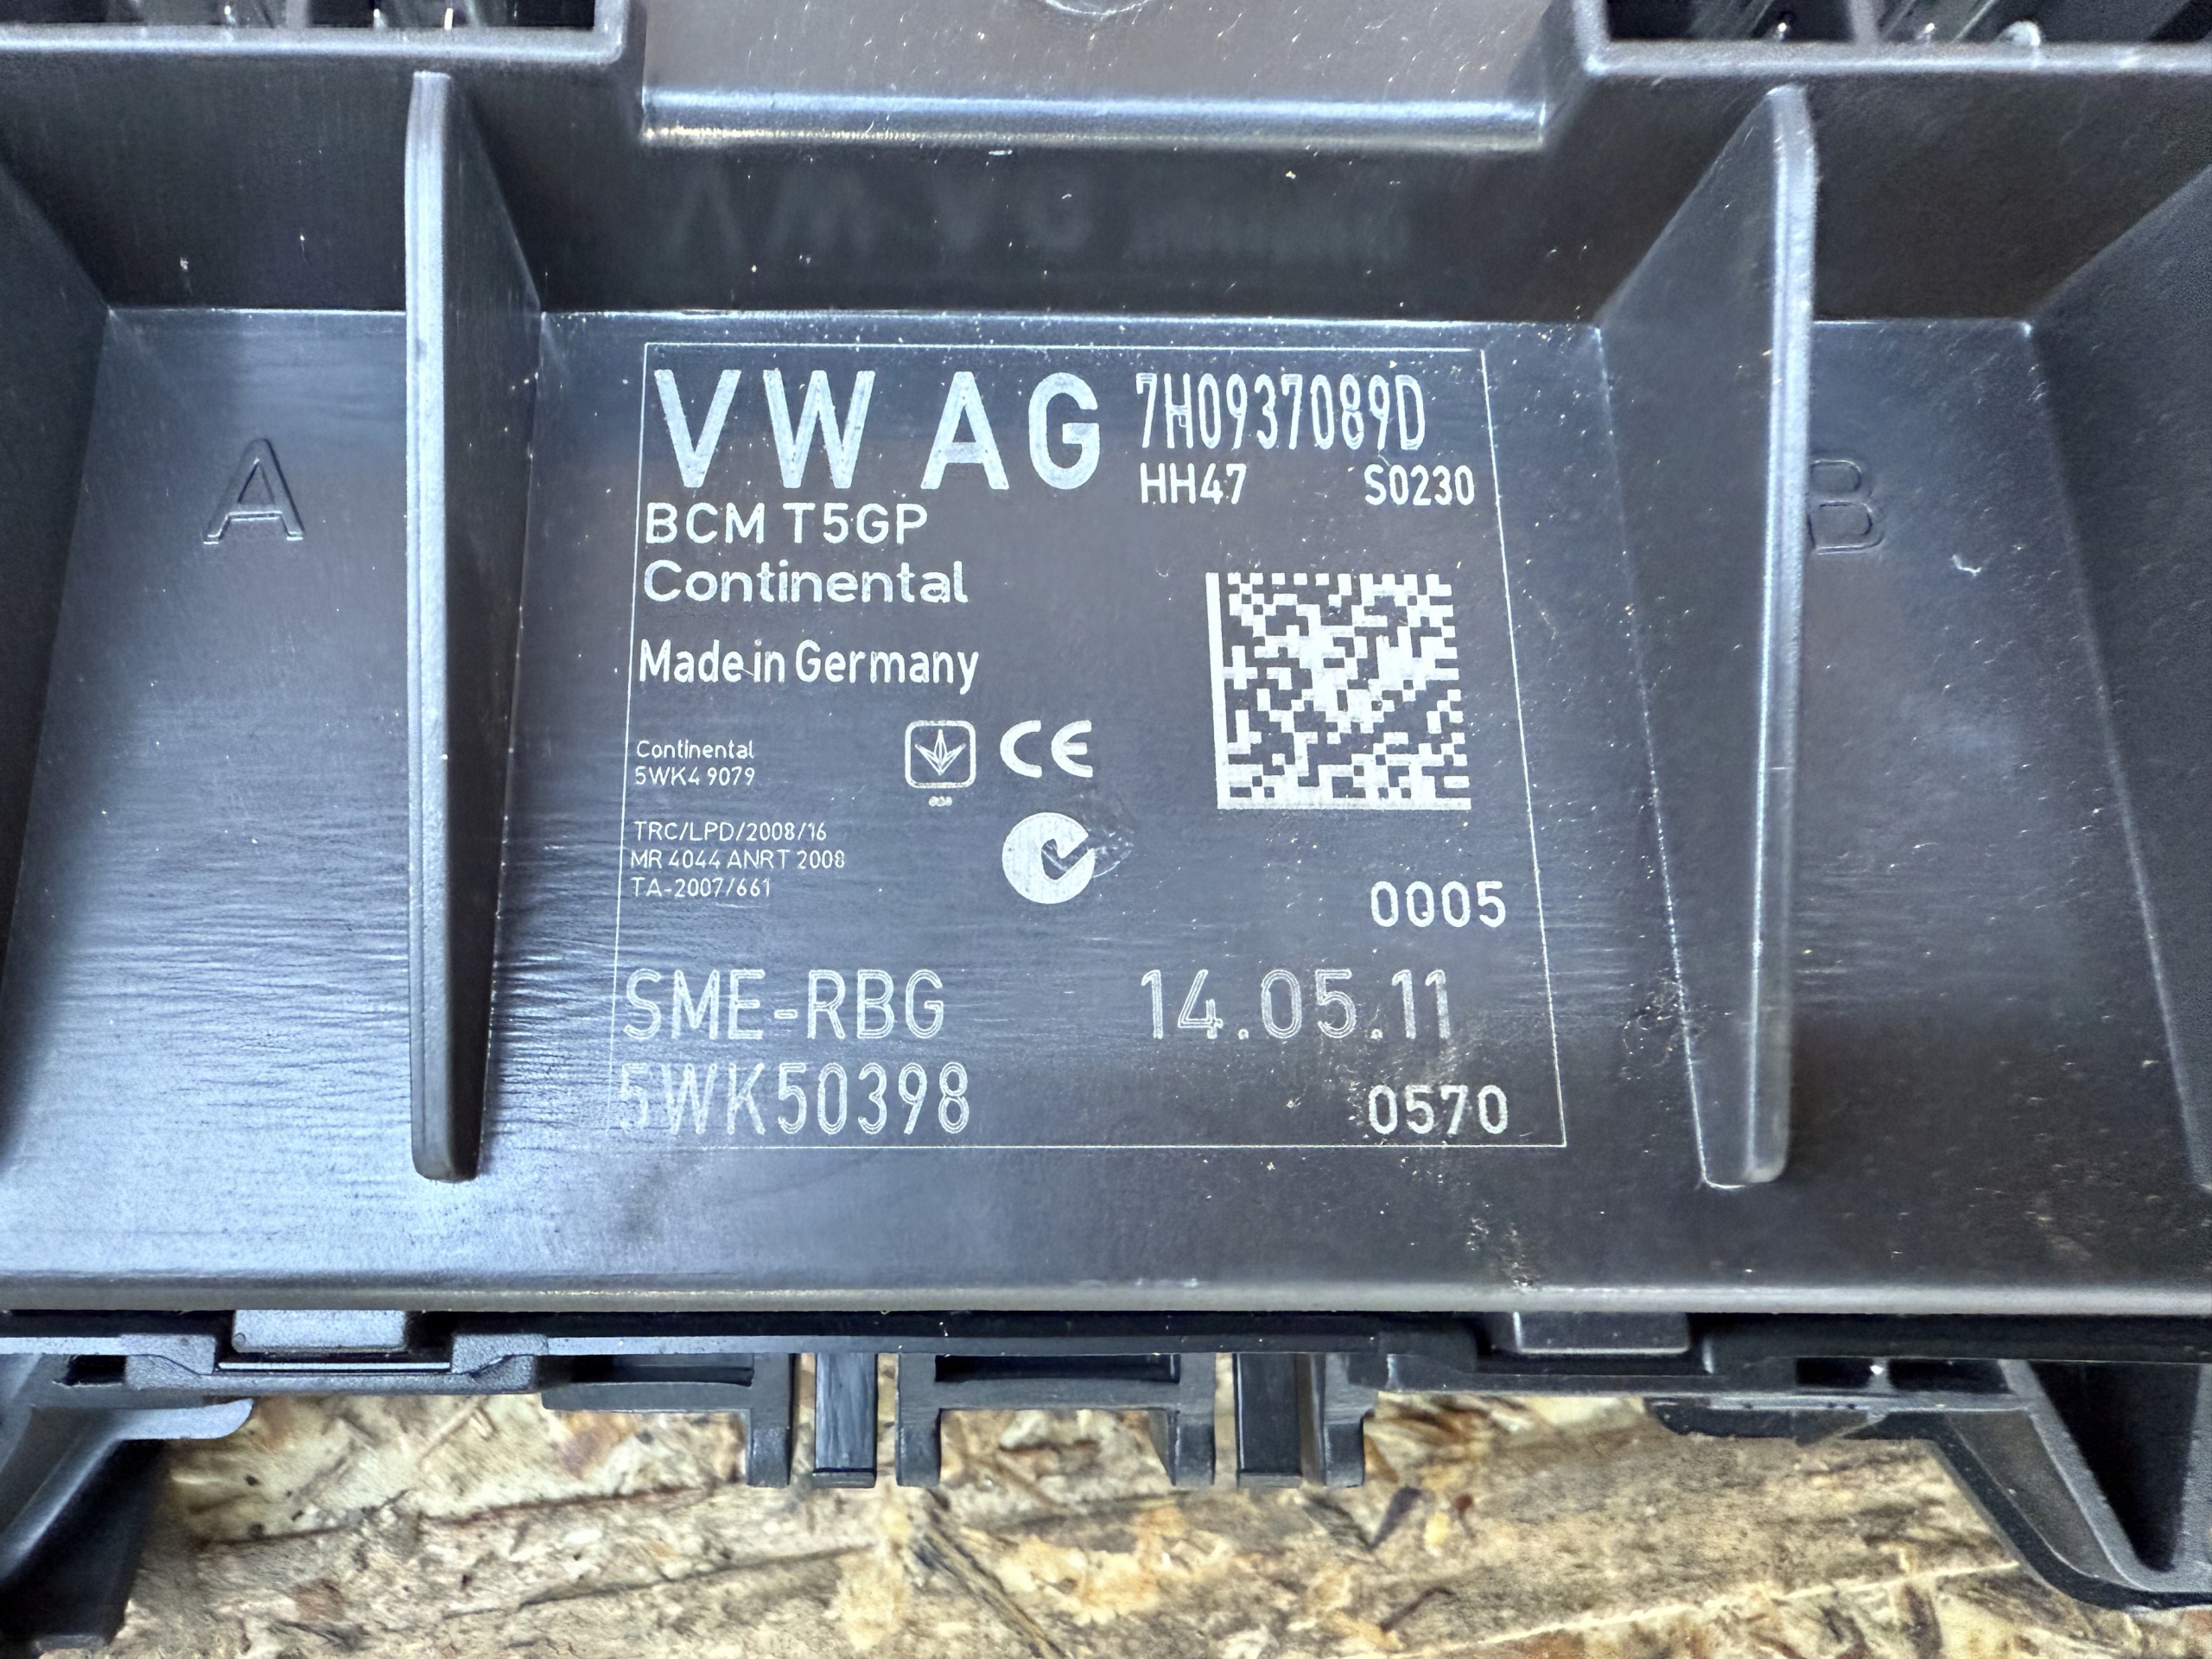 VW AG 7H0937089D
HH47 S0230
BCM T5GP
Continental
Made in Germany
Continental
5WK4 9079
CE
TRC/LPD/2008/16
MR 4044 ANRT 2008
TA-2007/661
0005
SME-RBG 14.05.11
5WK50398 0570
A
B